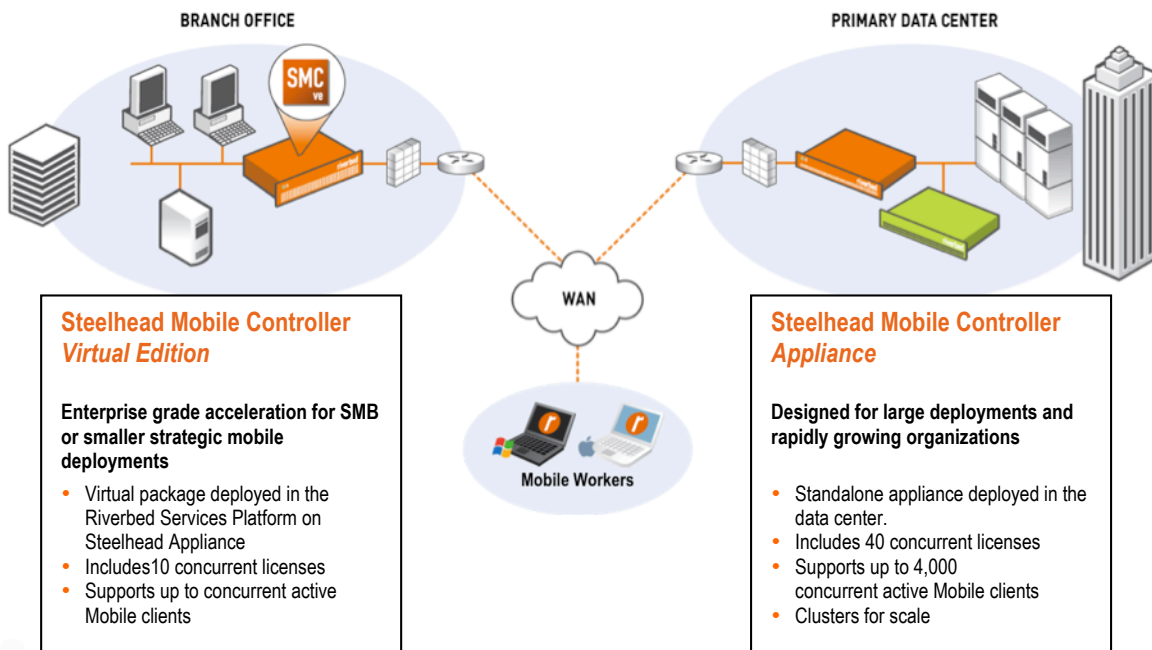 BRANCH OFFICE
PRIMARY DATA CENTER
SMC
ve
riverbed
riverbed
riverbed
WAN
r
r
Mobile Workers
Steelhead Mobile Controller
Virtual Edition
Enterprise grade acceleration for SMB
or smaller strategic mobile
deployments
• Virtual package deployed in the
Riverbed Services Platform on
Steelhead Appliance
• Includes10 concurrent licenses
• Supports up to concurrent active
Mobile clients
Steelhead Mobile Controller
Appliance
Designed for large deployments and
rapidly growing organizations
• Standalone appliance deployed in the
data center.
• Includes 40 concurrent licenses
• Supports up to 4,000
concurrent active Mobile clients
• Clusters for scale